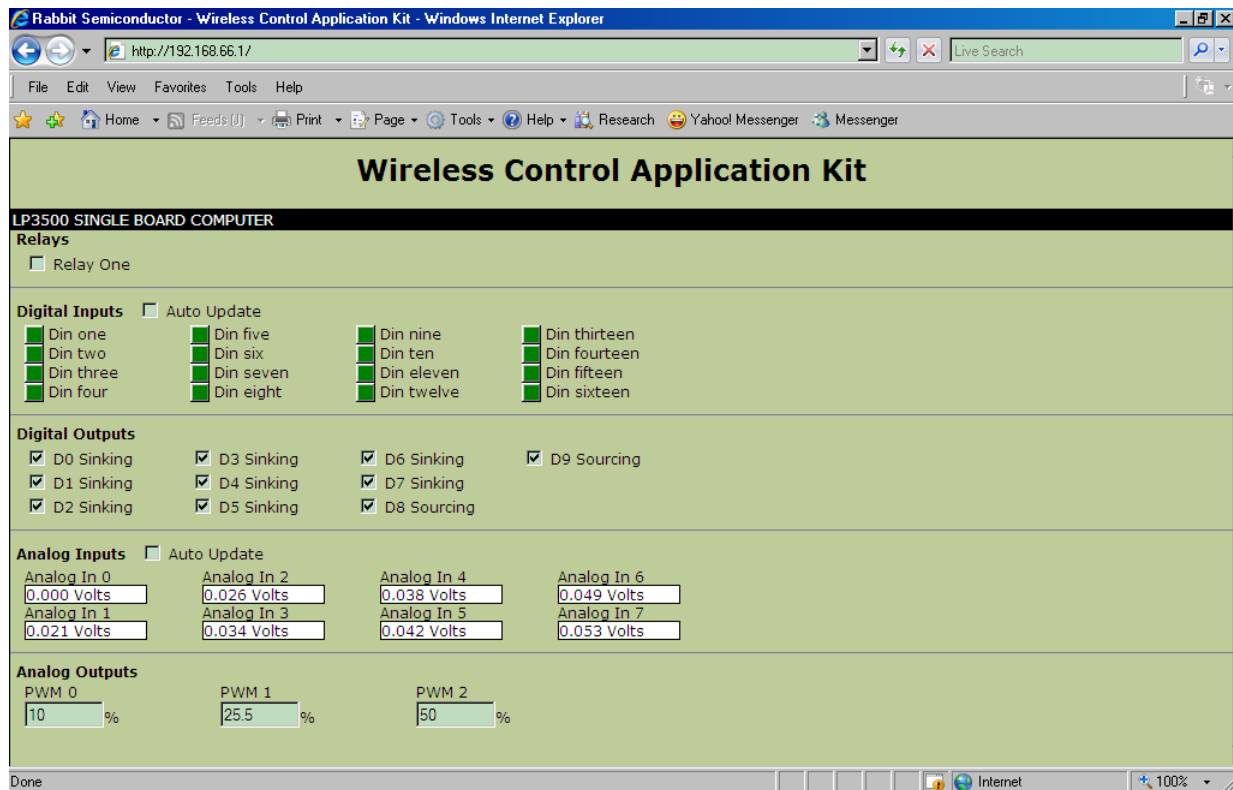 Rabbit Semiconductor - Wireless Control Application Kit - Windows Internet Explorer
http://192.168.66.1/
Live Search
File Edit View Favorites Tools Help
Home Feeds (J) Print Page Tools Help Research Yahoo! Messenger Messenger
Wireless Control Application Kit
LP3500 SINGLE BOARD COMPUTER
Relays
Relay One
Digital Inputs Auto Update
Din one Din five Din nine Din thirteen
Din two Din six Din ten Din fourteen
Din three Din seven Din eleven Din fifteen
Din four Din eight Din twelve Din sixteen
Digital Outputs
D0 Sinking D3 Sinking D6 Sinking D9 Sourcing
D1 Sinking D4 Sinking D7 Sinking
D2 Sinking D5 Sinking D8 Sourcing
Analog Inputs Auto Update
Analog In 0 Analog In 2 Analog In 4 Analog In 6
0.000 Volts 0.026 Volts 0.038 Volts 0.049 Volts
Analog In 1 Analog In 3 Analog In 5 Analog In 7
0.021 Volts 0.034 Volts 0.042 Volts 0.053 Volts
Analog Outputs
PWM 0 PWM 1 PWM 2
10 % 25.5 % 50 %
Done Internet 100%